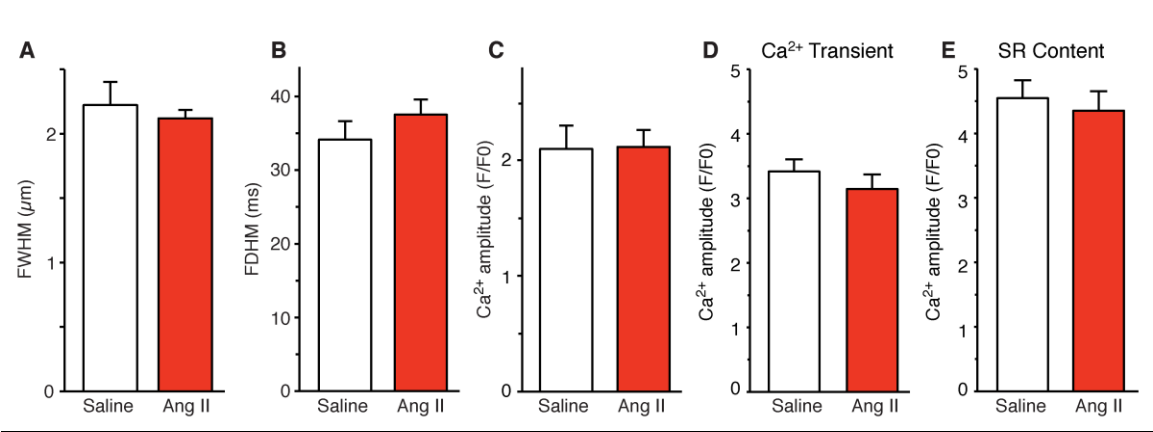 A
FWHM (µm)
2
1
0
Saline Ang II
B
FDHM (ms)
40
30
20
10
0
Saline Ang II
C
Ca²⁺ amplitude (F/F0)
2
1
0
Saline Ang II
D Ca²⁺ Transient
Ca²⁺ amplitude (F/F0)
5
4
3
2
1
0
Saline Ang II
E SR Content
Ca²⁺ amplitude (F/F0)
5
4
3
2
1
0
Saline Ang II